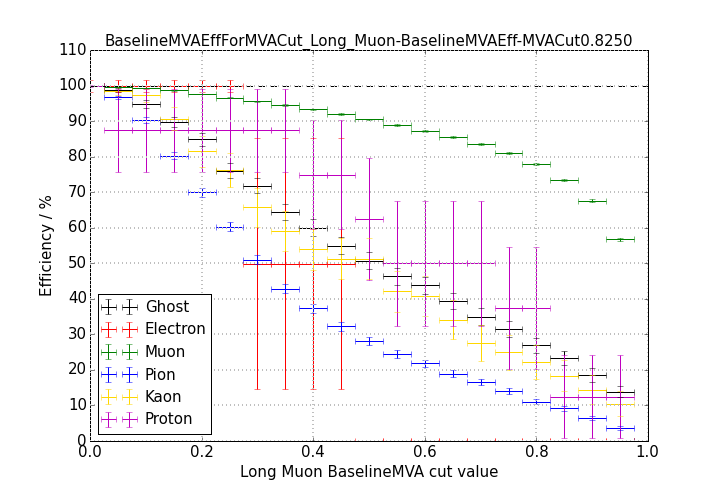 BaselineMVAEffForMVACut_Long_Muon-BaselineMVAEff-MVACut0.8250
110
100
90
80
70
60
50
40
30
20
10
0
Efficiency / %
Ghost
Electron
Muon
Pion
Kaon
Proton
0.0 0.2 0.4 0.6 0.8 1.0
Long Muon BaselineMVA cut value